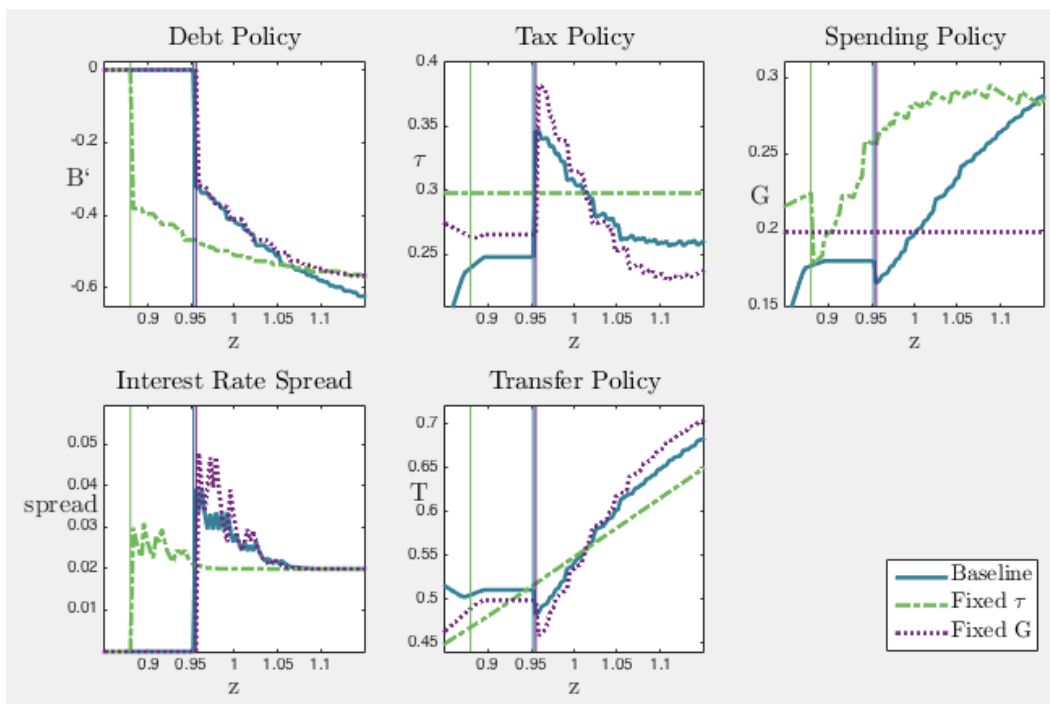 Debt Policy
0
-0.2
B‘
-0.4
-0.6
0.9 0.95 1 1.05 1.1
z
Tax Policy
0.4
0.35
τ
0.3
0.25
0.9 0.95 1 1.05 1.1
z
Spending Policy
0.3
0.25
G
0.2
0.15
0.9 0.95 1 1.05 1.1
z
Interest Rate Spread
0.05
0.04
spread
0.03
0.02
0.01
0.9 0.95 1 1.05 1.1
z
Transfer Policy
0.7
0.65
T
0.6
0.55
0.5
0.45
0.4
0.9 0.95 1 1.05 1.1
z
Baseline
Fixed τ
Fixed G